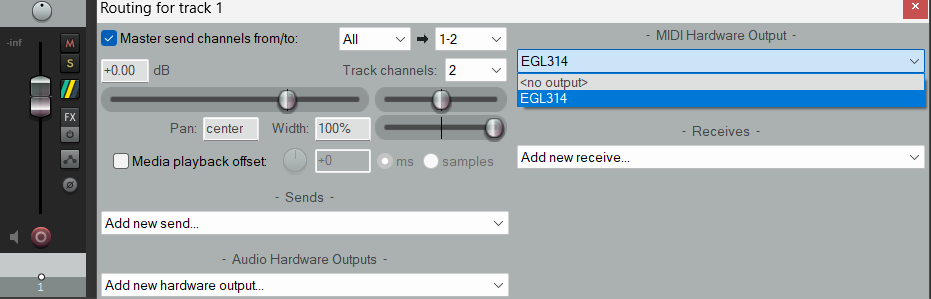 Routing for track 1
-inf
M
S
FX
1
Master send channels from/to: All 1-2
+0.00 dB Track channels: 2
Pan: center Width: 100%
Media playback offset: +0 ms samples
- Sends -
Add new send...
- Audio Hardware Outputs -
Add new hardware output...
- MIDI Hardware Output -
EGL314
<no output>
EGL314
- Receives -
Add new receive...